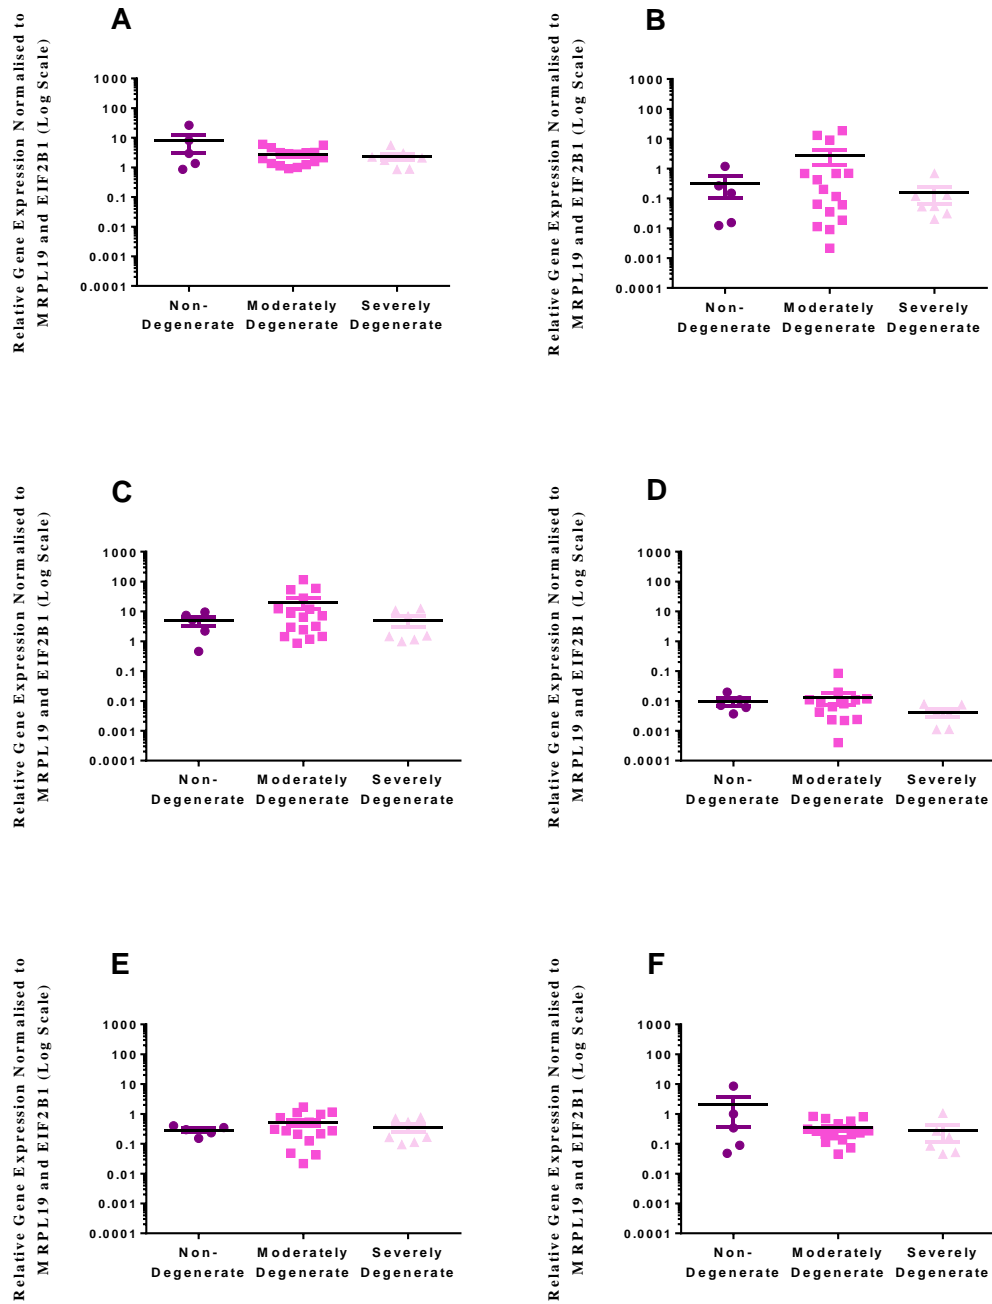 A
Relative Gene Expression Normalised to
MRPL19 and EIF2B1 (Log Scale)
1000
100
10
1
0.1
0.01
0.001
0.0001
Non-
Degenerate
Moderately
Degenerate
Severely
Degenerate
B
Relative Gene Expression Normalised to
MRPL19 and EIF2B1 (Log Scale)
1000
100
10
1
0.1
0.01
0.001
0.0001
Non-
Degenerate
Moderately
Degenerate
Severely
Degenerate
C
Relative Gene Expression Normalised to
MRPL19 and EIF2B1 (Log Scale)
1000
100
10
1
0.1
0.01
0.001
0.0001
Non-
Degenerate
Moderately
Degenerate
Severely
Degenerate
D
Relative Gene Expression Normalised to
MRPL19 and EIF2B1 (Log Scale)
1000
100
10
1
0.1
0.01
0.001
0.0001
Non-
Degenerate
Moderately
Degenerate
Severely
Degenerate
E
Relative Gene Expression Normalised to
MRPL19 and EIF2B1 (Log Scale)
1000
100
10
1
0.1
0.01
0.001
0.0001
Non-
Degenerate
Moderately
Degenerate
Severely
Degenerate
F
Relative Gene Expression Normalised to
MRPL19 and EIF2B1 (Log Scale)
1000
100
10
1
0.1
0.01
0.001
0.0001
Non-
Degenerate
Moderately
Degenerate
Severely
Degenerate